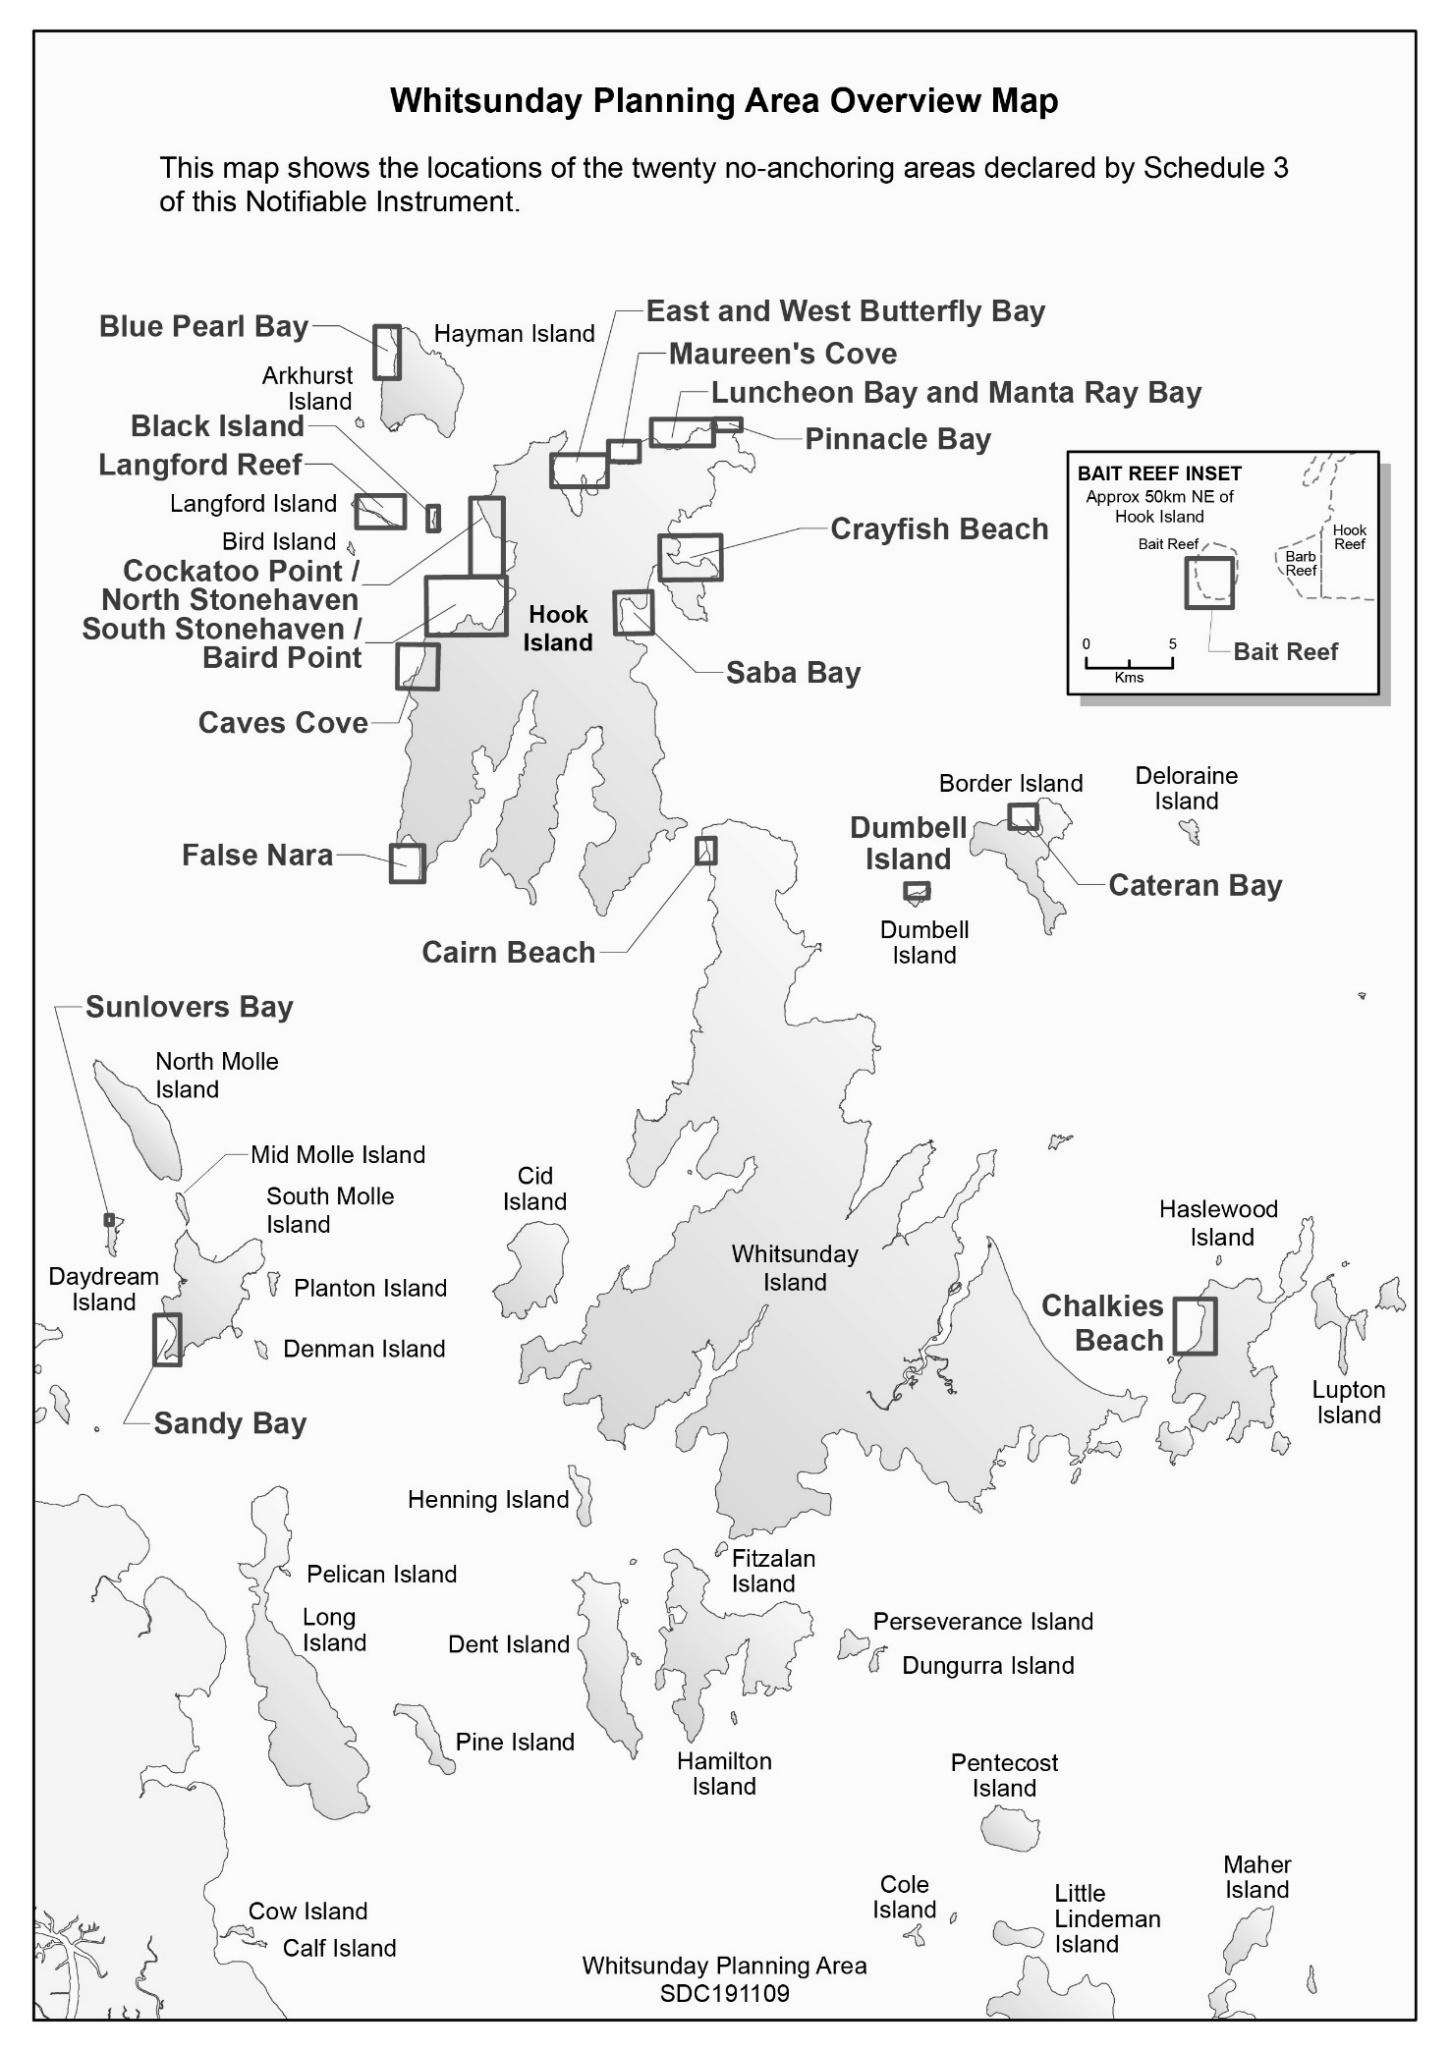 Whitsunday Planning Area Overview Map
This map shows the locations of the twenty no-anchoring areas declared by Schedule 3
of this Notifiable Instrument.
East and West Butterfly Bay
Blue Pearl Bay
Hayman Island
Maureen's Cove
Arkhurst
Island
Luncheon Bay and Manta Ray Bay
Black Island
Pinnacle Bay
Langford Reef
Langford Island
Bird Island
Crayfish Beach
Cockatoo Point /
North Stonehaven
South Stonehaven /
Baird Point
Hook
Island
Saba Bay
Caves Cove
BAIT REEF INSET
Approx 50km NE of
Hook Island
Bait Reef
Hook
Reef
Barb
Reef
0 5
Kms
Bait Reef
False Nara
Border Island
Deloraine
Island
Dumbell
Island
Cateran Bay
Dumbell
Island
Cairn Beach
Sunlovers Bay
North Molle
Island
Mid Molle Island
South Molle
Island
Cid
Island
Haslewood
Island
Whitsunday
Island
Daydream
Island
Planton Island
Chalkies
Beach
Denman Island
Lupton
Island
Sandy Bay
Henning Island
Fitzalan
Island
Pelican Island
Long
Island
Dent Island
Perseverance Island
Dungurra Island
Pine Island
Hamilton
Island
Pentecost
Island
Maher
Island
Cole
Island
Little
Lindeman
Island
Cow Island
Calf Island
Whitsunday Planning Area
SDC191109